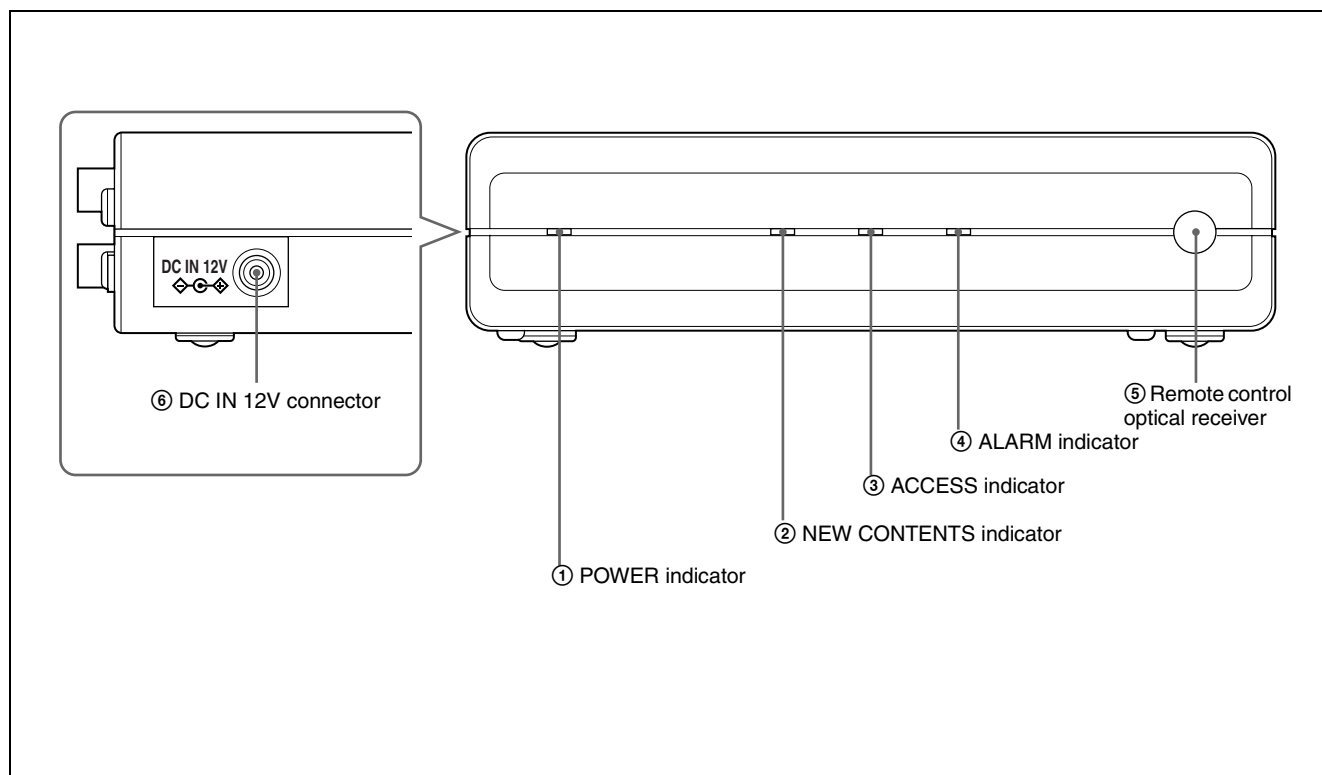 DC IN 12V
⑥ DC IN 12V connector
⑤ Remote control
optical receiver
④ ALARM indicator
③ ACCESS indicator
② NEW CONTENTS indicator
① POWER indicator